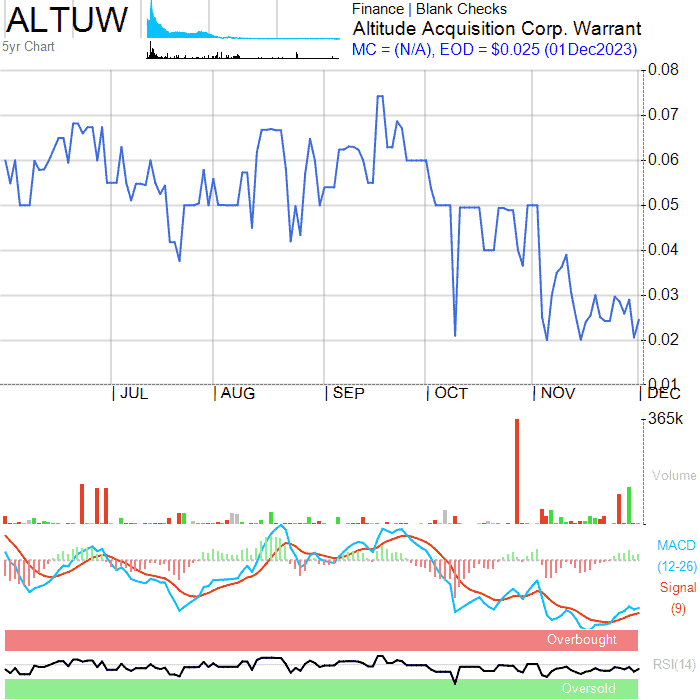 ALTUW
5yr Chart
Finance | Blank Checks
Altitude Acquisition Corp. Warrant
MC = (N/A), EOD = $0.025 (01Dec2023)
0.08
0.07
0.06
0.05
0.04
0.03
0.02
0.01
JUL AUG SEP OCT NOV DEC
365k
Volume
MACD
(12-26)
Signal
(9)
Overbought
RSI(14)
Oversold